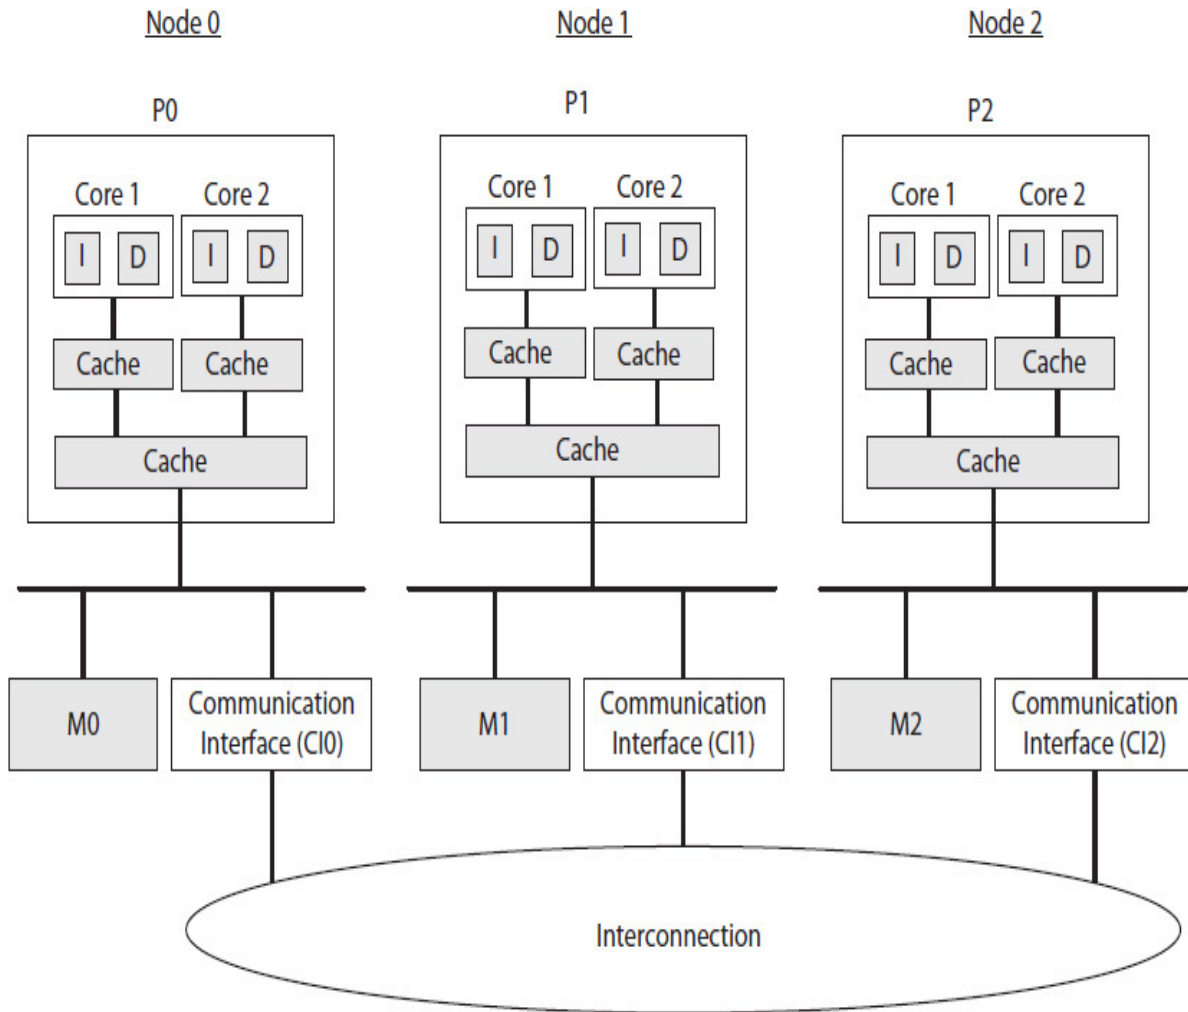 Node 0
Node 1
Node 2
P0
P1
P2
Core 1
Core 2
Core 1
Core 2
Core 1
Core 2
I
D
I
D
I
D
I
D
I
D
I
D
Cache
Cache
Cache
Cache
Cache
Cache
Cache
Cache
Cache
M0
Communication
Interface (CI0)
M1
Communication
Interface (CI1)
M2
Communication
Interface (CI2)
Interconnection